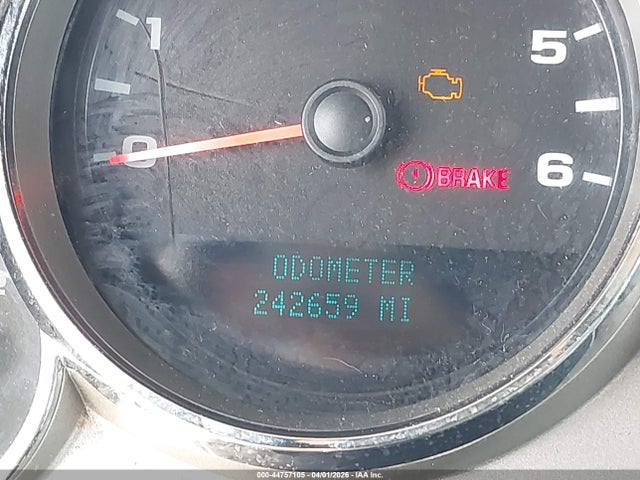 1
5
0
BRAKE
6
ODOMETER
242659 MI
000-44757105 - 04/01/2026 - IAA Inc.